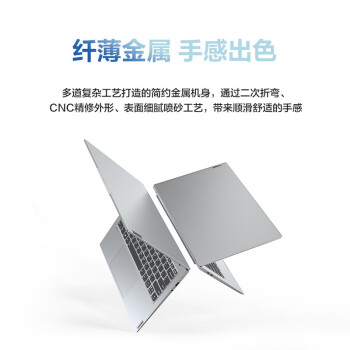 纤薄金属 手感出色
多道复杂工艺打造的简约金属机身，通过二次折弯、
CNC精修外形、表面细腻喷砂工艺，带来顺滑舒适的手感